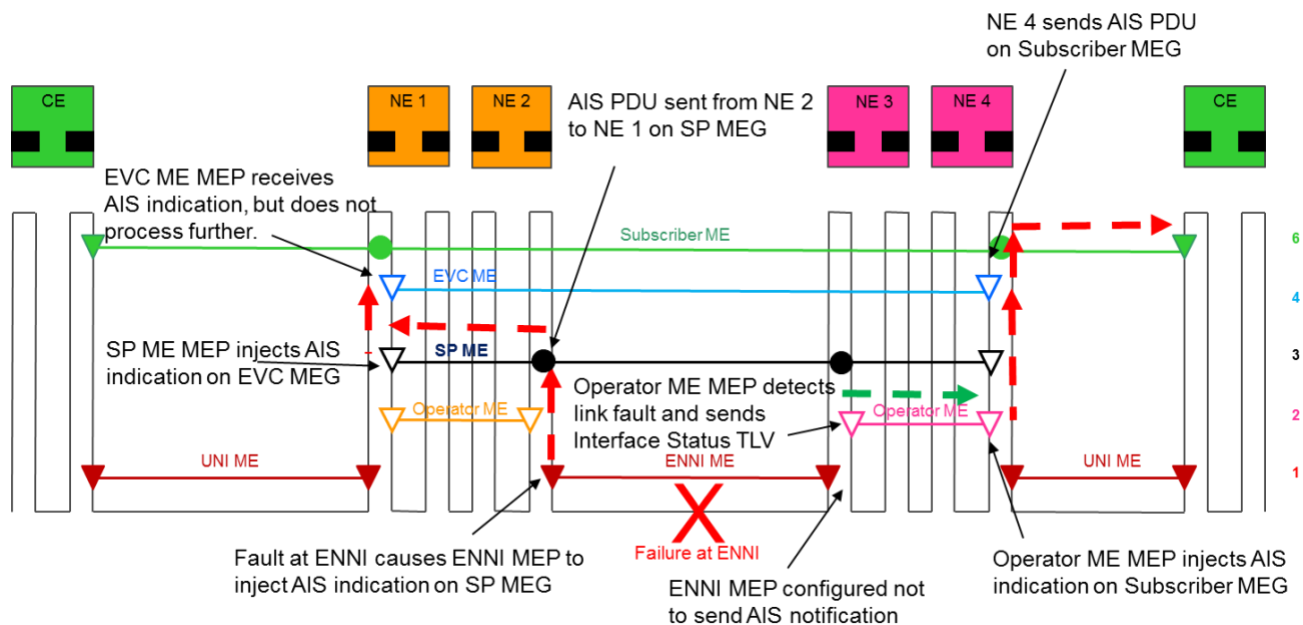 NE 4 sends AIS PDU
on Subscriber MEG
CE
NE 1
NE 2
AIS PDU sent from NE 2
to NE 1 on SP MEG
NE 3
NE 4
CE
EVC ME MEP receives
AIS indication, but does not
process further.
Subscriber ME
6
EVC ME
4
SP ME MEP injects AIS
indication on EVC MEG
SP ME
3
Operator ME MEP detects
link fault and sends
Interface Status TLV
Operator ME
Operator ME
2
UNI ME
ENNI ME
UNI ME
1
Failure at ENNI
Fault at ENNI causes ENNI MEP to
inject AIS indication on SP MEG
ENNI MEP configured not
to send AIS notification
Operator ME MEP injects AIS
indication on Subscriber MEG